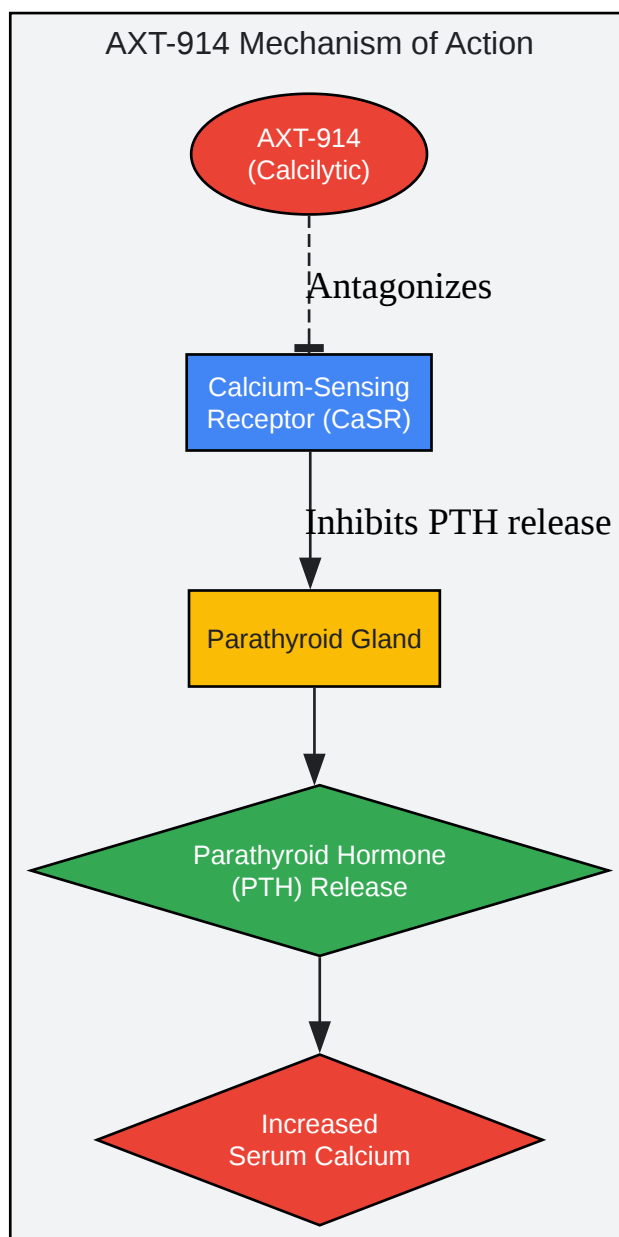 AXT-914 Mechanism of Action
AXT-914
(Calcilytic)
Antagonizes
Calcium-Sensing
Receptor (CaSR)
Inhibits PTH release
Parathyroid Gland
Parathyroid Hormone
(PTH) Release
Increased
Serum Calcium